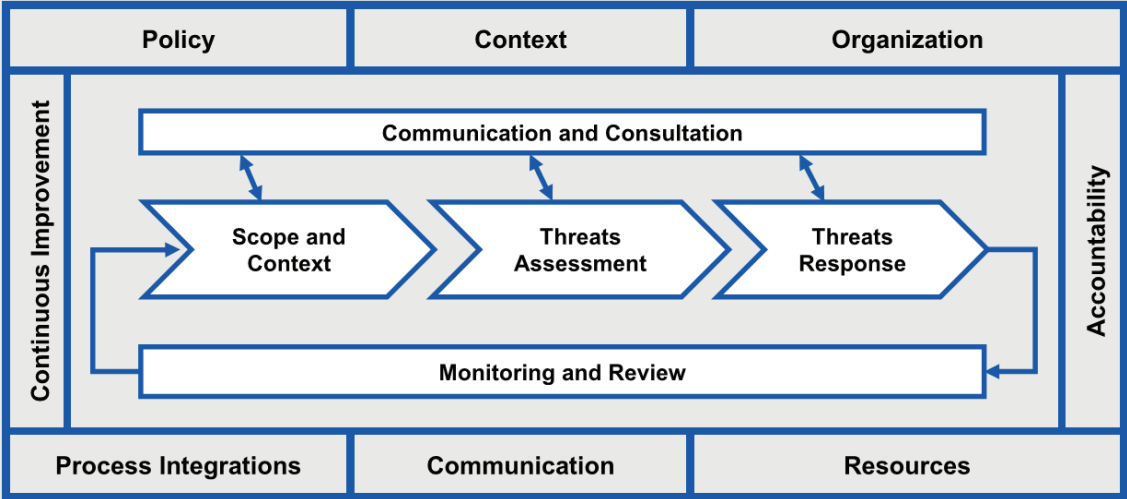 Policy
Context
Organization
Continuous Improvement
Communication and Consultation
Scope and
Context
Threats
Assessment
Threats
Response
Monitoring and Review
Accountability
Process Integrations
Communication
Resources